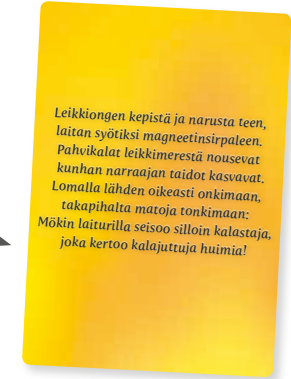 Leikkiongen kepistä ja narusta teen,
laitan syötiksi magneetinsirpaleen.
Pahvikalat leikkimerestä nousevat
kunhan narraajan taidot kasvavat.
Lomalla lähden oikeasti onkimaan,
takapihalta matoja tonkimaan:
Mökin laiturilla seisoo silloin kalastaja,
joka kertoo kalajuttuja huimia!